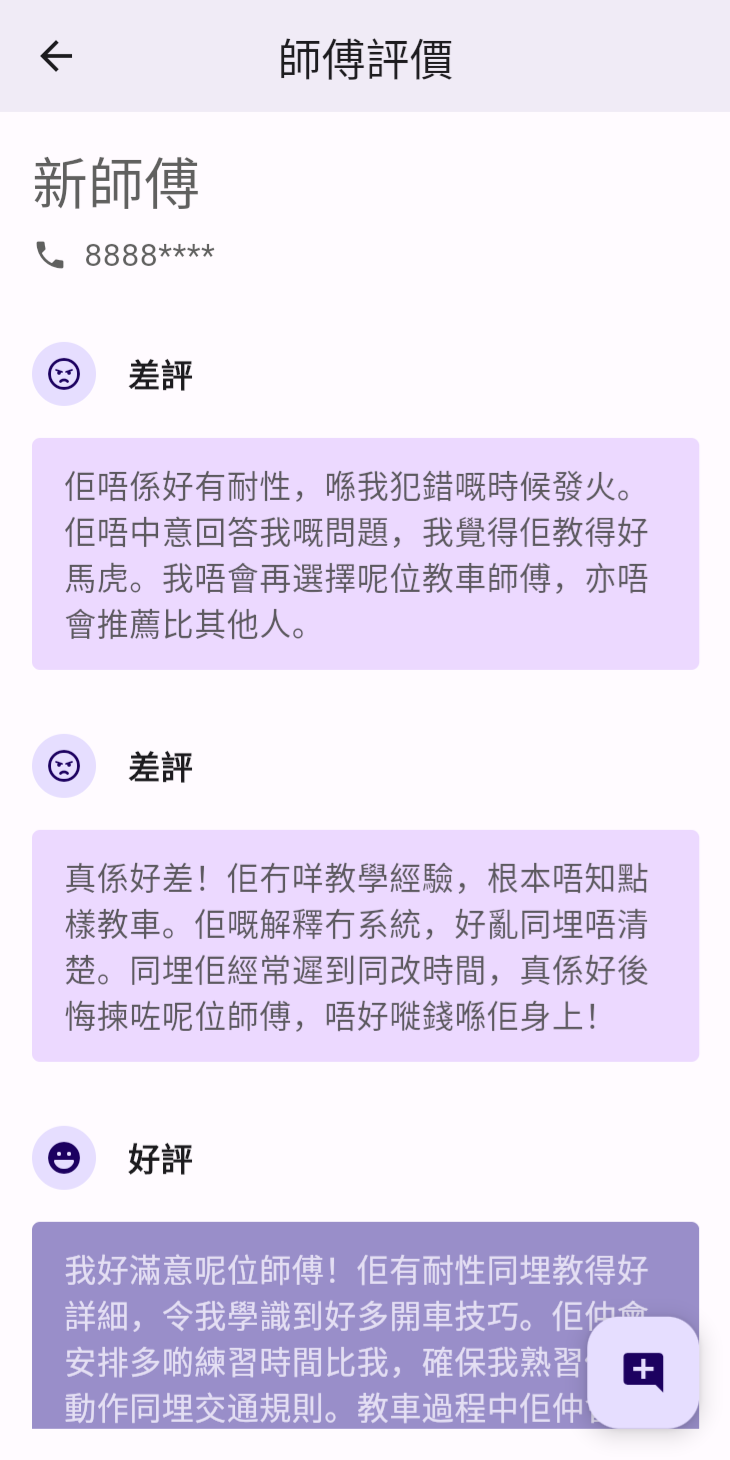 師傅評價
新師傅
8888****
差評
佢唔係好有耐性，喺我犯錯嘅時候發火。
佢唔中意回答我嘅問題，我覺得佢教得好
馬虎。我唔會再選擇呢位教車師傅，亦唔
會推薦比其他人。
差評
真係好差！佢冇咩教學經驗，根本唔知點
樣教車。佢嘅解釋冇系統，好亂同埋唔清
楚。同埋佢經常遲到同改時間，真係好後
悔揀咗呢位師傅，唔好嘥錢喺佢身上！
好評
我好滿意呢位師傅！佢有耐性同埋教得好
詳細，令我學識到好多開車技巧。佢仲會
安排多啲練習時間比我，確保我熟習
動作同埋交通規則。教車過程中佢仲